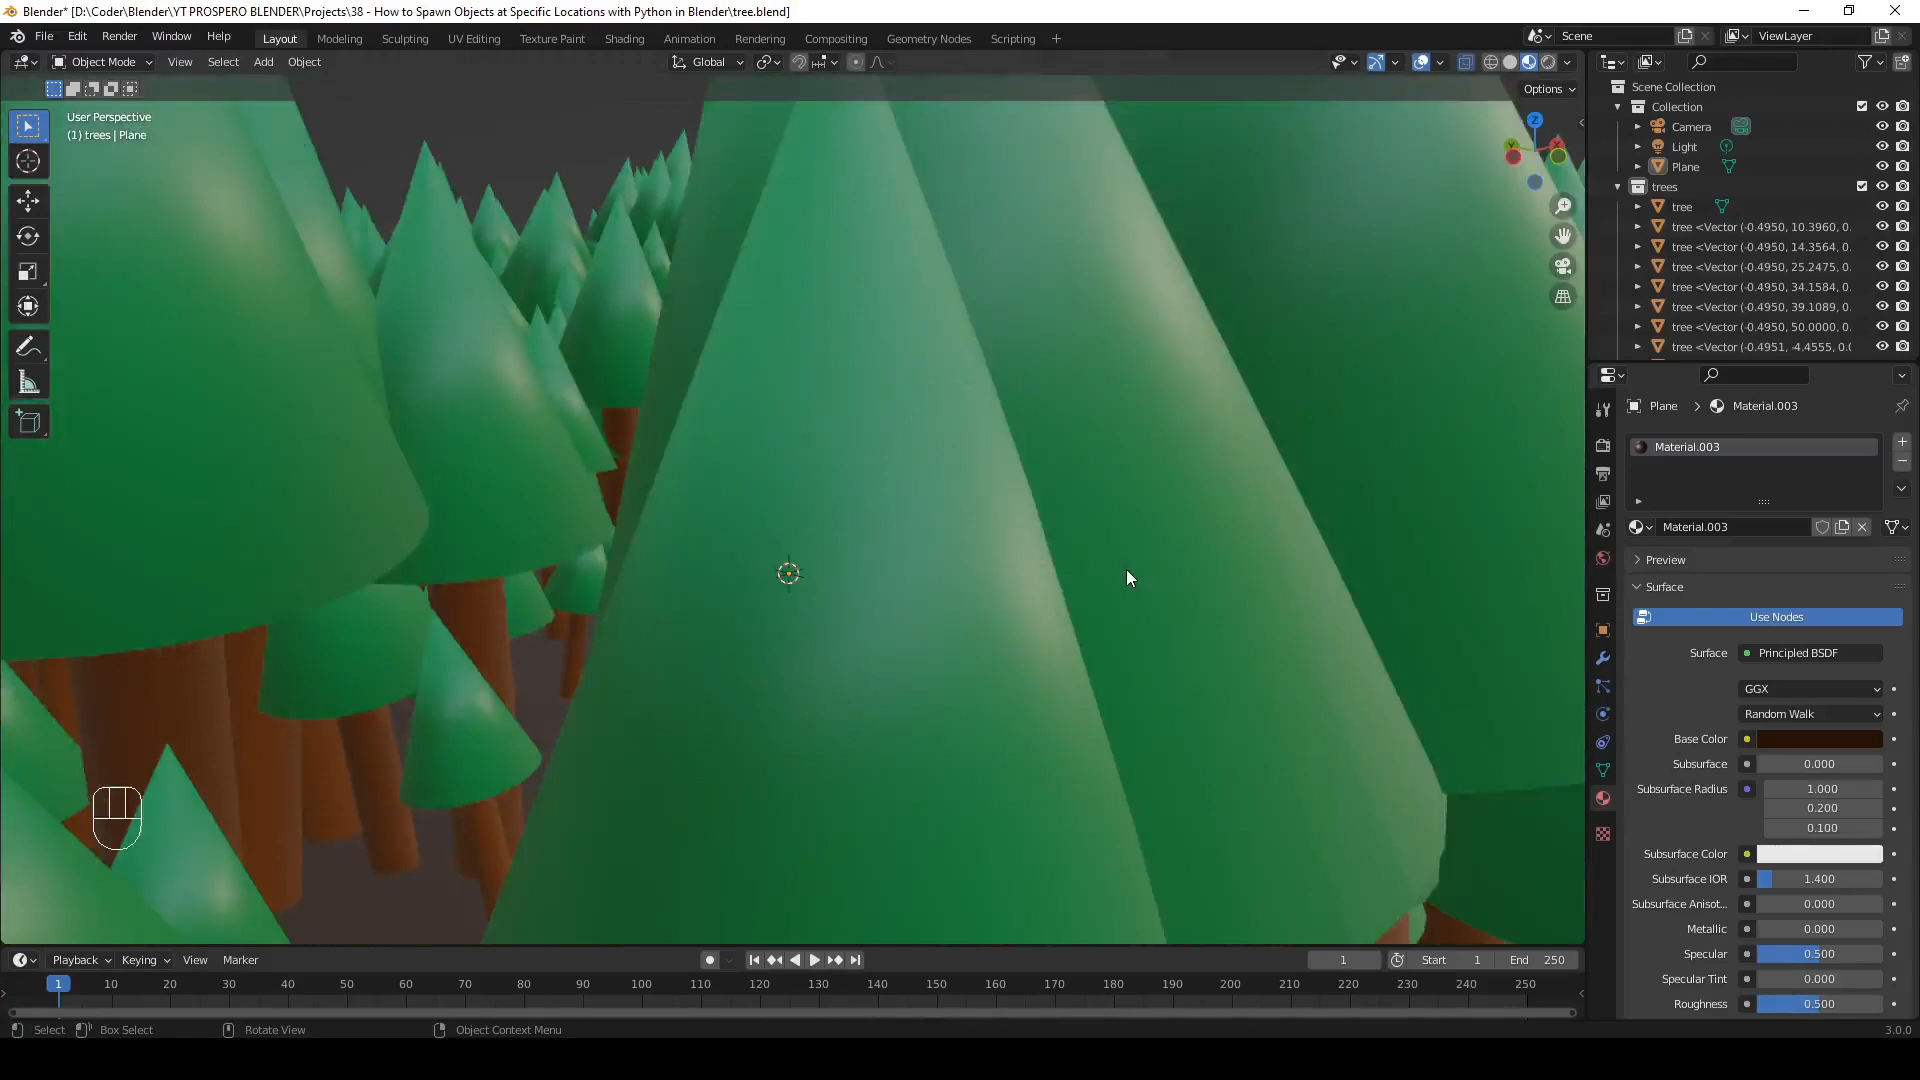 Blender* [D:\Coder\Blender\YT PROSPERO BLENDER\Projects\38 - How to Spawn Objects at Specific Locations with Python in Blender\tree.blend]
File Edit Render Window Help Layout Modeling Sculpting UV Editing Texture Paint Shading Animation Rendering Compositing Geometry Nodes Scripting + Scene ViewLayer
Object Mode View Select Add Object Global
Options
User Perspective
(1) trees | Plane
Scene Collection
Collection
Camera
Light
Plane
trees
tree
tree <Vector (-0.4950, 10.3960, 0.
tree <Vector (-0.4950, 14.3564, 0.
tree <Vector (-0.4950, 25.2475, 0.
tree <Vector (-0.4950, 34.1584, 0.
tree <Vector (-0.4950, 39.1089, 0.
tree <Vector (-0.4950, 50.0000, 0.
tree <Vector (-0.4951, -4.4555, 0.0
Z
Plane > Material.003
Material.003
Material.003
Preview
Surface
Use Nodes
Surface Principled BSDF
GGX
Random Walk
Base Color
Subsurface 0.000
Subsurface Radius 1.000
0.200
0.100
Subsurface Color
Subsurface IOR 1.400
Subsurface Anisot... 0.000
Metallic 0.000
Specular 0.500
Specular Tint 0.000
Roughness 0.500
Playback Keying View Marker 1 Start 1 End 250
1 10 20 30 40 50 60 70 80 90 100 110 120 130 140 150 160 170 180 190 200 210 220 230 240 250
Select Box Select Rotate View Object Context Menu 3.0.0